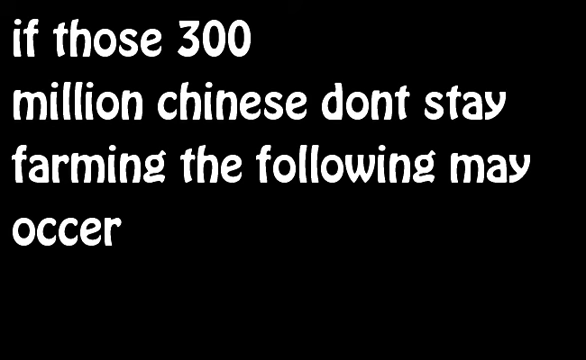 if those 300
million chinese dont stay
farming the following may
occer